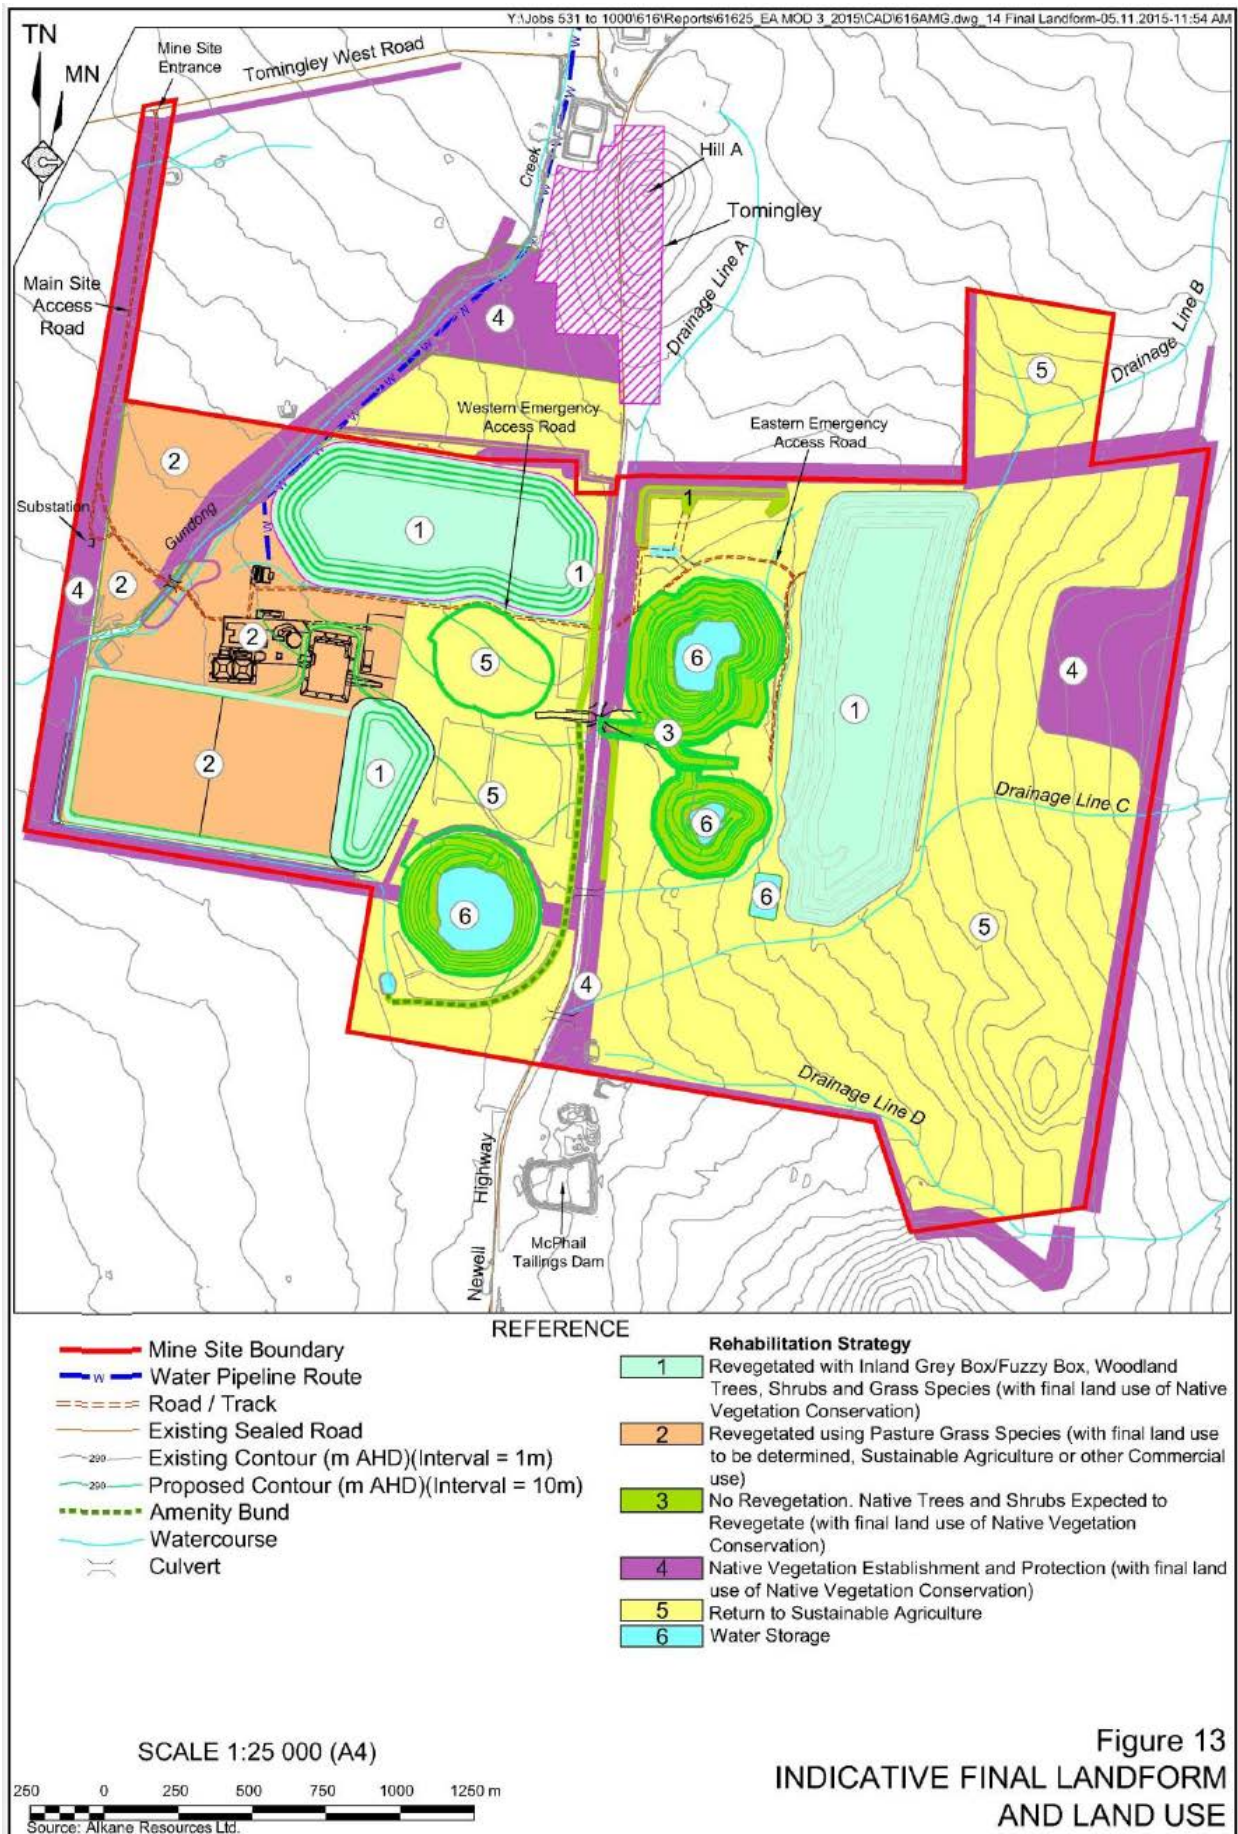 Y:\Jobs 531 to 1000\616\Reports\61625_EA MOD 3_2015\CAD\616AMG.dwg_14 Final Landform-05.11.2015-11:54 AM
TN
MN
Mine Site
Entrance
Tomingley West Road
Creek
Hill A
Tomingley
Drainage Line A
Drainage Line B
Main Site
Access
Road
4
5
Western Emergency
Access Road
Eastern Emergency
Access Road
2
Substation
Gundong
1
1
1
4
2
2
5
6
4
3
1
2
1
5
Drainage Line C
6
6
6
5
4
Drainage Line D
Newell Highway
McPhail
Tailings Dam
W
REFERENCE
Mine Site Boundary
W Water Pipeline Route
Road / Track
Existing Sealed Road
290 Existing Contour (m AHD)(Interval = 1m)
290 Proposed Contour (m AHD)(Interval = 10m)
Amenity Bund
Watercourse
Culvert
Rehabilitation Strategy
1 Revegetated with Inland Grey Box/Fuzzy Box, Woodland
Trees, Shrubs and Grass Species (with final land use of Native
Vegetation Conservation)
2 Revegetated using Pasture Grass Species (with final land use
to be determined, Sustainable Agriculture or other Commercial
use)
3 No Revegetation. Native Trees and Shrubs Expected to
Revegetate (with final land use of Native Vegetation
Conservation)
4 Native Vegetation Establishment and Protection (with final land
use of Native Vegetation Conservation)
5 Return to Sustainable Agriculture
6 Water Storage
SCALE 1:25 000 (A4)
250 0 250 500 750 1000 1250 m
Source: Alkane Resources Ltd.
Figure 13
INDICATIVE FINAL LANDFORM
AND LAND USE